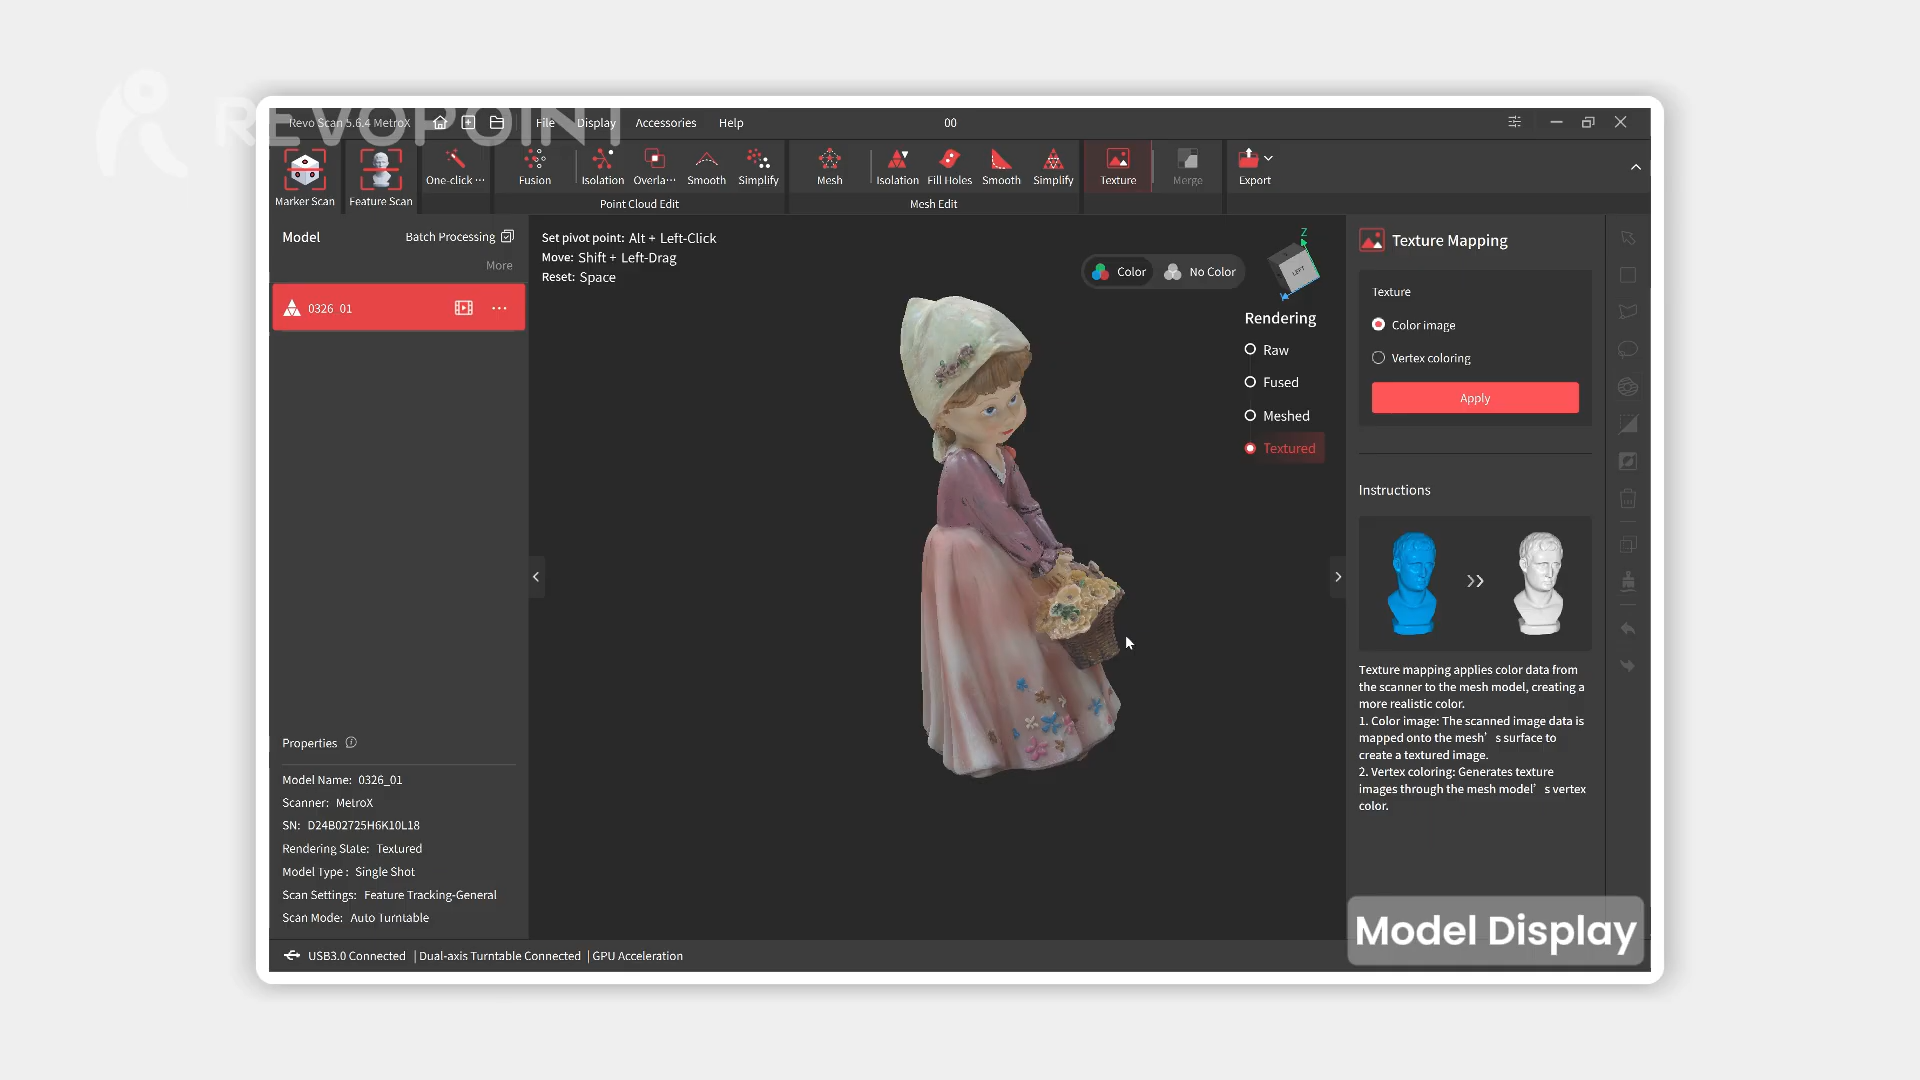 REVOPOINT
Revo Scan 5.6.4 MetroX
File Display Accessories Help
00
Marker Scan
Feature Scan
One-click ···
Fusion
Isolation
Overla···
Smooth
Simplify
Point Cloud Edit
Mesh
Isolation
Fill Holes
Smooth
Simplify
Mesh Edit
Texture
Merge
Export
Model
Batch Processing
More
0326_01
Set pivot point: Alt + Left-Click
Move: Shift + Left-Drag
Reset: Space
Color
No Color
Z
LEFT
Rendering
Raw
Fused
Meshed
Textured
Texture Mapping
Texture
Color image
Vertex coloring
Apply
Instructions
Texture mapping applies color data from
the scanner to the mesh model, creating a
more realistic color.
1. Color image: The scanned image data is
mapped onto the mesh’s surface to
create a textured image.
2. Vertex coloring: Generates texture
images through the mesh model’s vertex
color.
Properties
Model Name: 0326_01
Scanner: MetroX
SN: D24B02725H6K10L18
Rendering State: Textured
Model Type : Single Shot
Scan Settings: Feature Tracking-General
Scan Mode: Auto Turntable
Model Display
USB3.0 Connected | Dual-axis Turntable Connected | GPU Acceleration